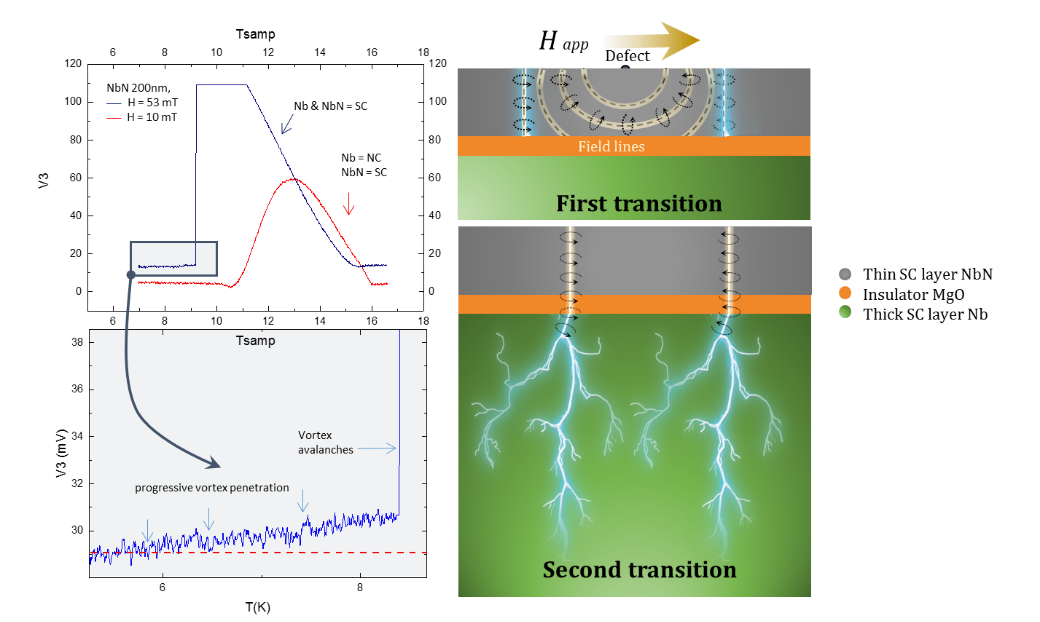 Tsamp
6 8 10 12 14 16 18
120
100
80
60
40
20
0
V3
NbN 200nm,
H = 53 mT
H = 10 mT
Nb & NbN = SC
Nb = NC
NbN = SC
120
100
80
60
40
20
0
6 8 10 12 14 16 18
Tsamp
38
36
34
32
30
V3 (mV)
Vortex
avalanches
progressive vortex penetration
6 8
T(K)
H app
Defect
Field lines
First transition
Second transition
Thin SC layer NbN
Insulator MgO
Thick SC layer Nb